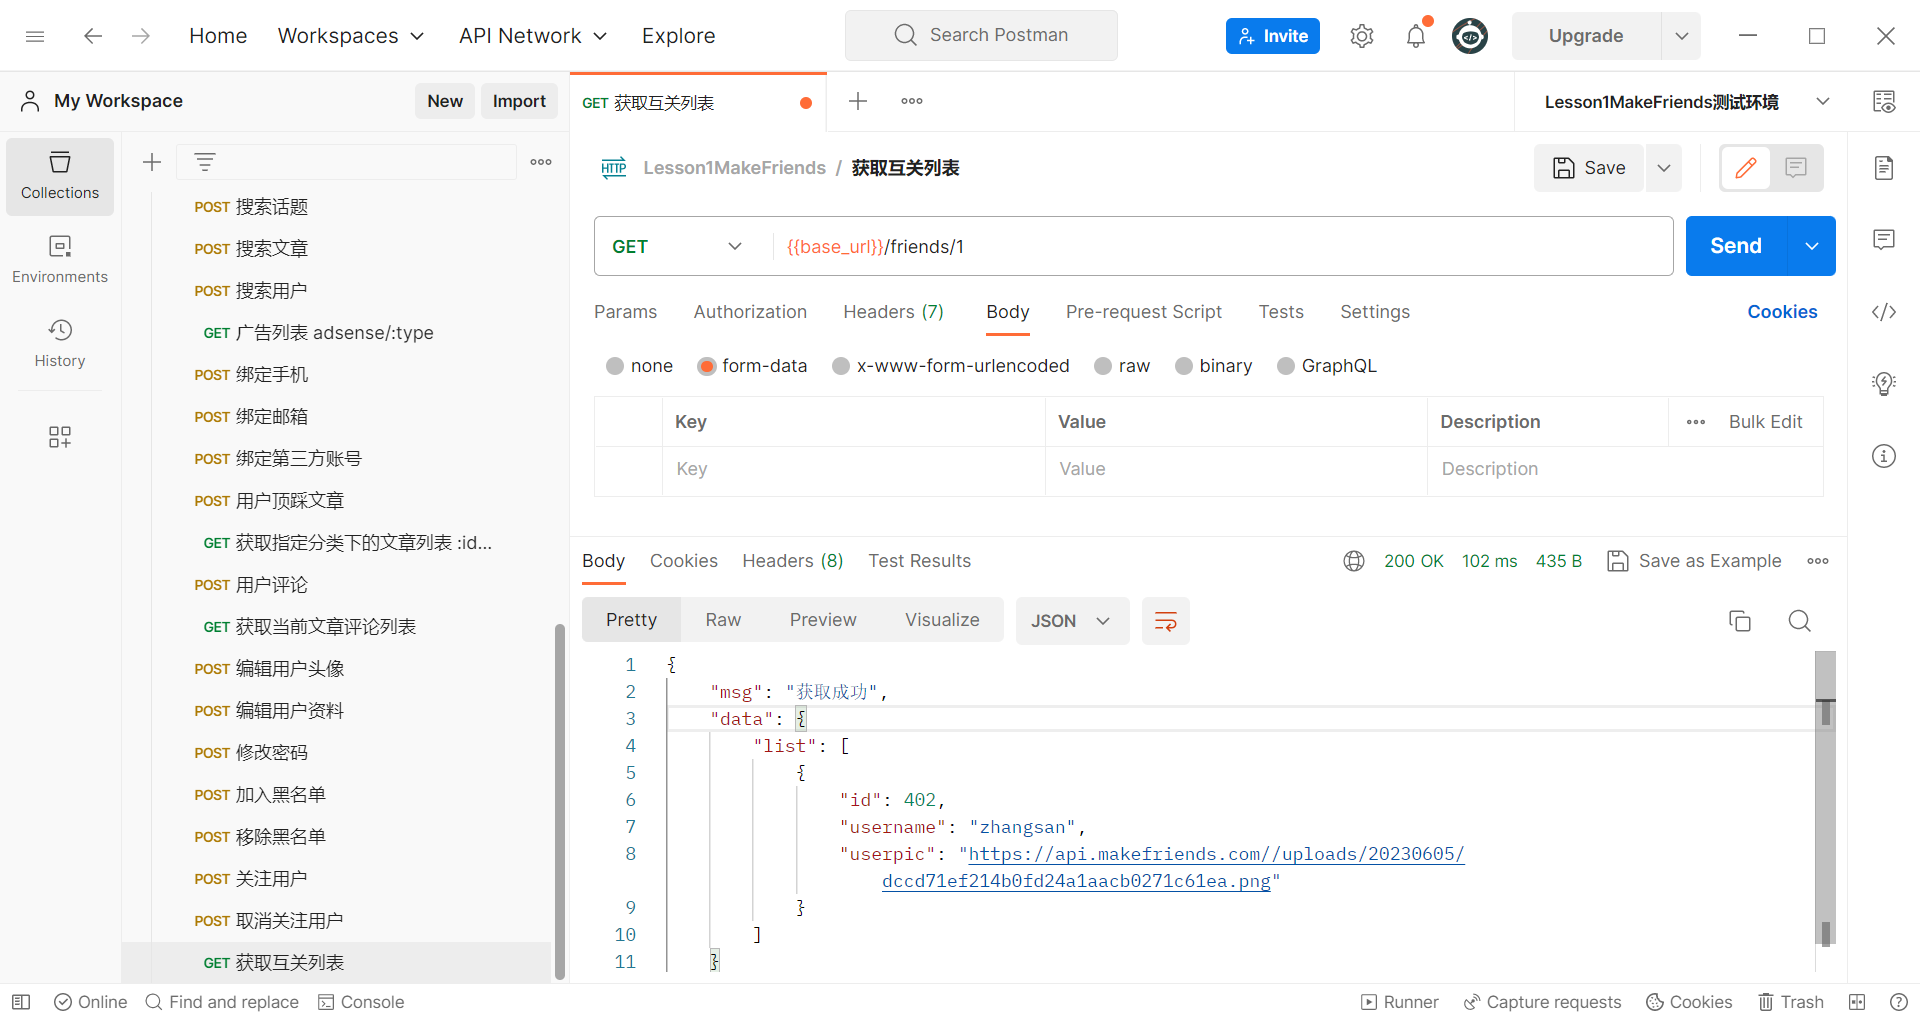 Home Workspaces API Network Explore Search Postman Invite Upgrade
My Workspace New Import GET 获取互关列表 Lesson1MakeFriends测试环境
Collections
Environments
History
POST 搜索话题
POST 搜索文章
POST 搜索用户
GET 广告列表 adsense/:type
POST 绑定手机
POST 绑定邮箱
POST 绑定第三方账号
POST 用户顶踩文章
GET 获取指定分类下的文章列表 :id...
POST 用户评论
GET 获取当前文章评论列表
POST 编辑用户头像
POST 编辑用户资料
POST 修改密码
POST 加入黑名单
POST 移除黑名单
POST 关注用户
POST 取消关注用户
GET 获取互关列表
HTTP Lesson1MakeFriends / 获取互关列表 Save
GET {{base_url}}/friends/1 Send
Params Authorization Headers (7) Body Pre-request Script Tests Settings Cookies
none form-data x-www-form-urlencoded raw binary GraphQL
Key Value Description Bulk Edit
Key Value Description
Body Cookies Headers (8) Test Results 200 OK 102 ms 435 B Save as Example
Pretty Raw Preview Visualize JSON
1 {
2 "msg": "获取成功",
3 "data": {
4 "list": [
5 {
6 "id": 402,
7 "username": "zhangsan",
8 "userpic": "https://api.makefriends.com//uploads/20230605/
dccd71ef214b0fd24a1aacb0271c61ea.png"
9 }
10 ]
11 }
Online Find and replace Console Runner Capture requests Cookies Trash